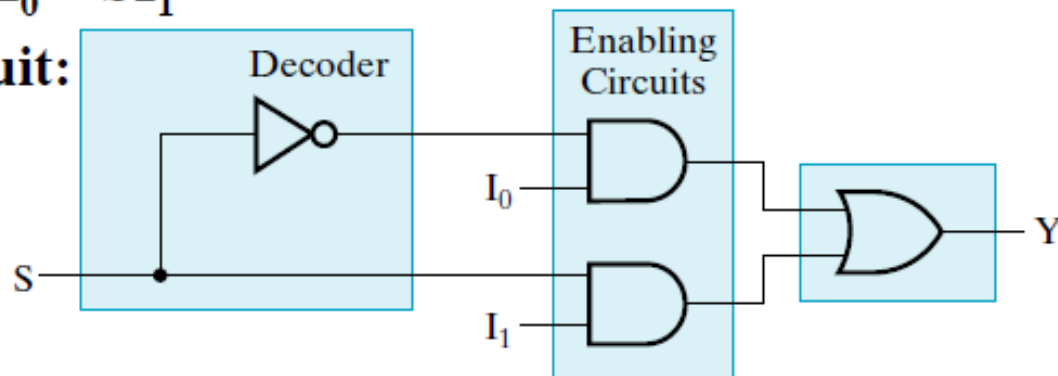 uit:
Decoder
Enabling
Circuits
I₀
Y
S
I₁